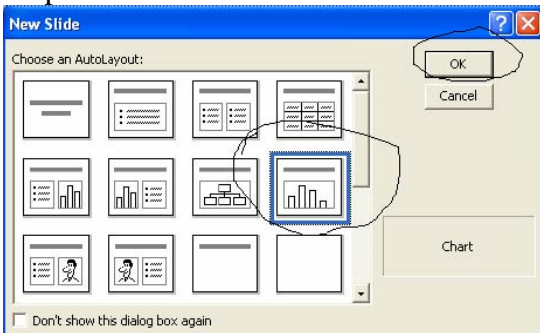 New Slide
Choose an AutoLayout:
OK
Cancel
Chart
Don't show this dialog box again